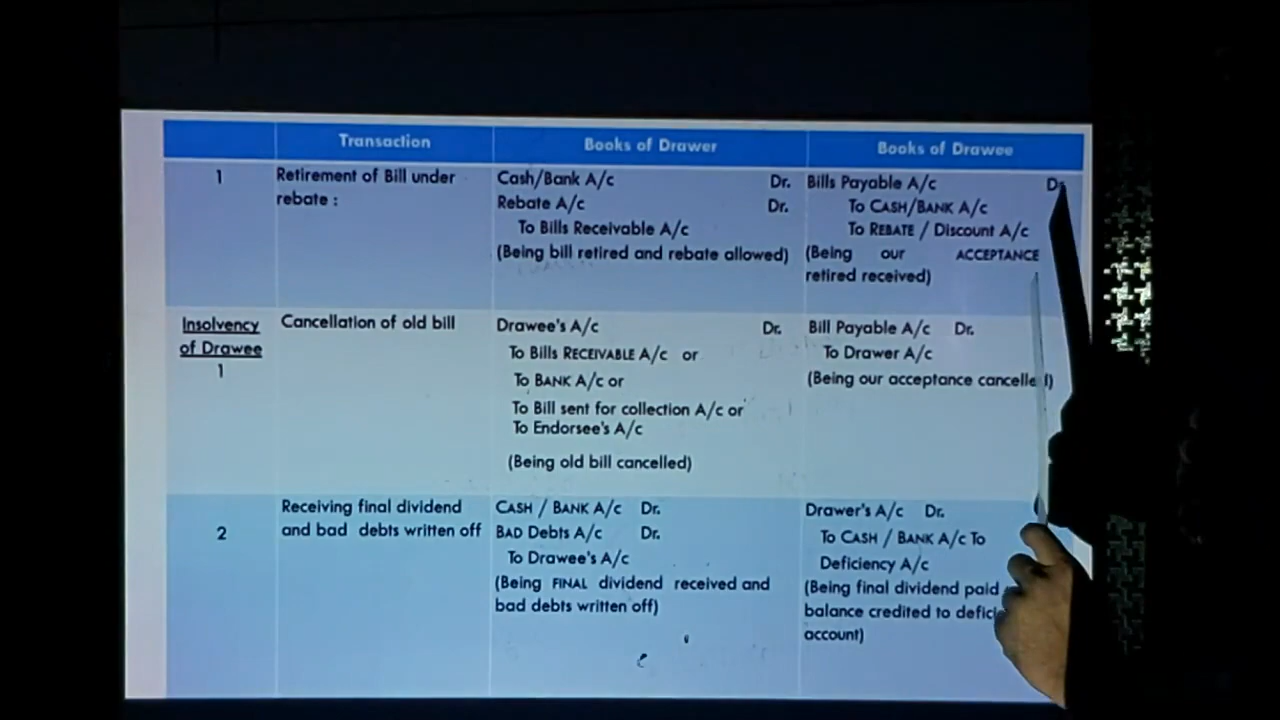 Transaction
Books of Drawer
Books of Drawee
1
Retirement of Bill under
rebate :
Cash/Bank A/c Dr.
Rebate A/c Dr.
To Bills Receivable A/c
(Being bill retired and rebate allowed)
Bills Payable A/c
To CASH/BANK A/c
To REBATE / Discount A/c
(Being our ACCEPTANCE
retired received)
Insolvency
of Drawee
1
Cancellation of old bill
Drawee's A/c Dr.
To Bills RECEIVABLE A/c or
To BANK A/c or
To Bill sent for collection A/c or
To Endorsee's A/c
(Being old bill cancelled)
Bill Payable A/c Dr.
To Drawer A/c
(Being our acceptance cancelled)
2
Receiving final dividend
and bad debts written off
CASH / BANK A/c Dr.
BAD Debts A/c Dr.
To Drawee's A/c
(Being FINAL dividend received and
bad debts written off)
Drawer's A/c Dr.
To CASH / BANK A/c To
Deficiency A/c
(Being final dividend paid
balance credited to
account)